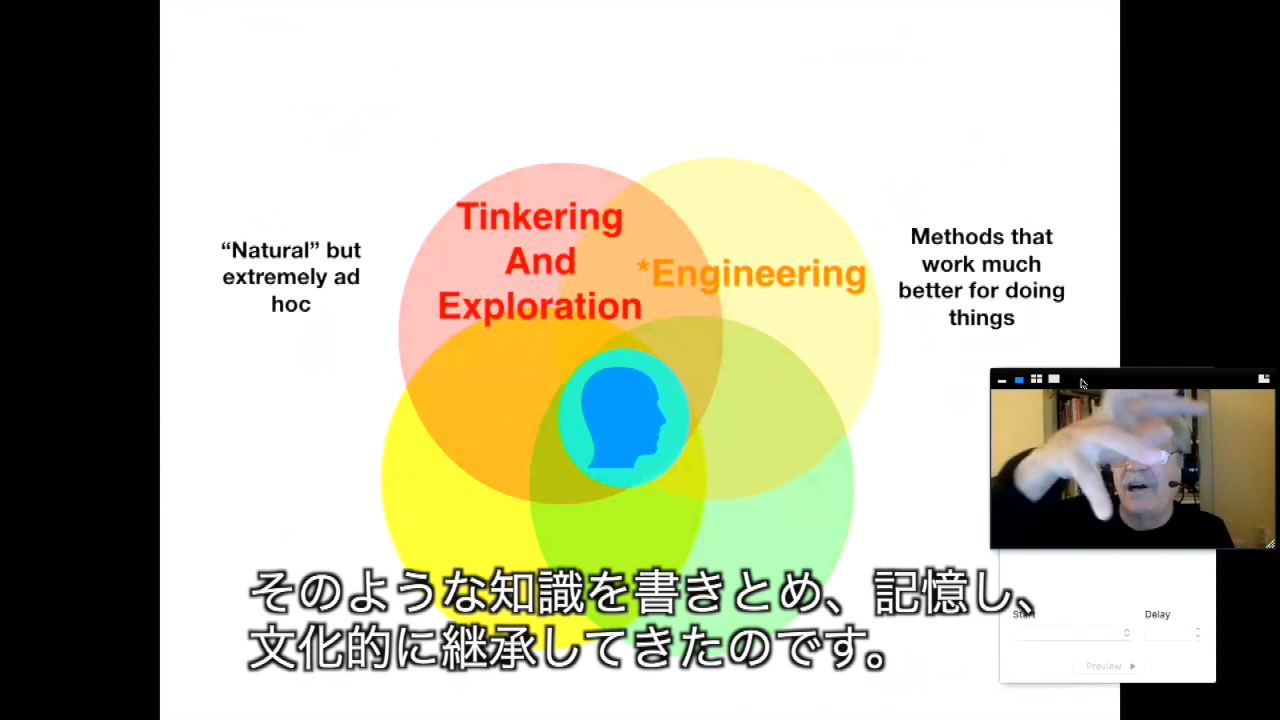 Tinkering
And
Exploration
*Engineering
“Natural” but
extremely ad
hoc
Methods that
work much
better for doing
things
Start
Delay
Preview
そのような知識を書きとめ、記憶し、
文化的に継承してきたのです。